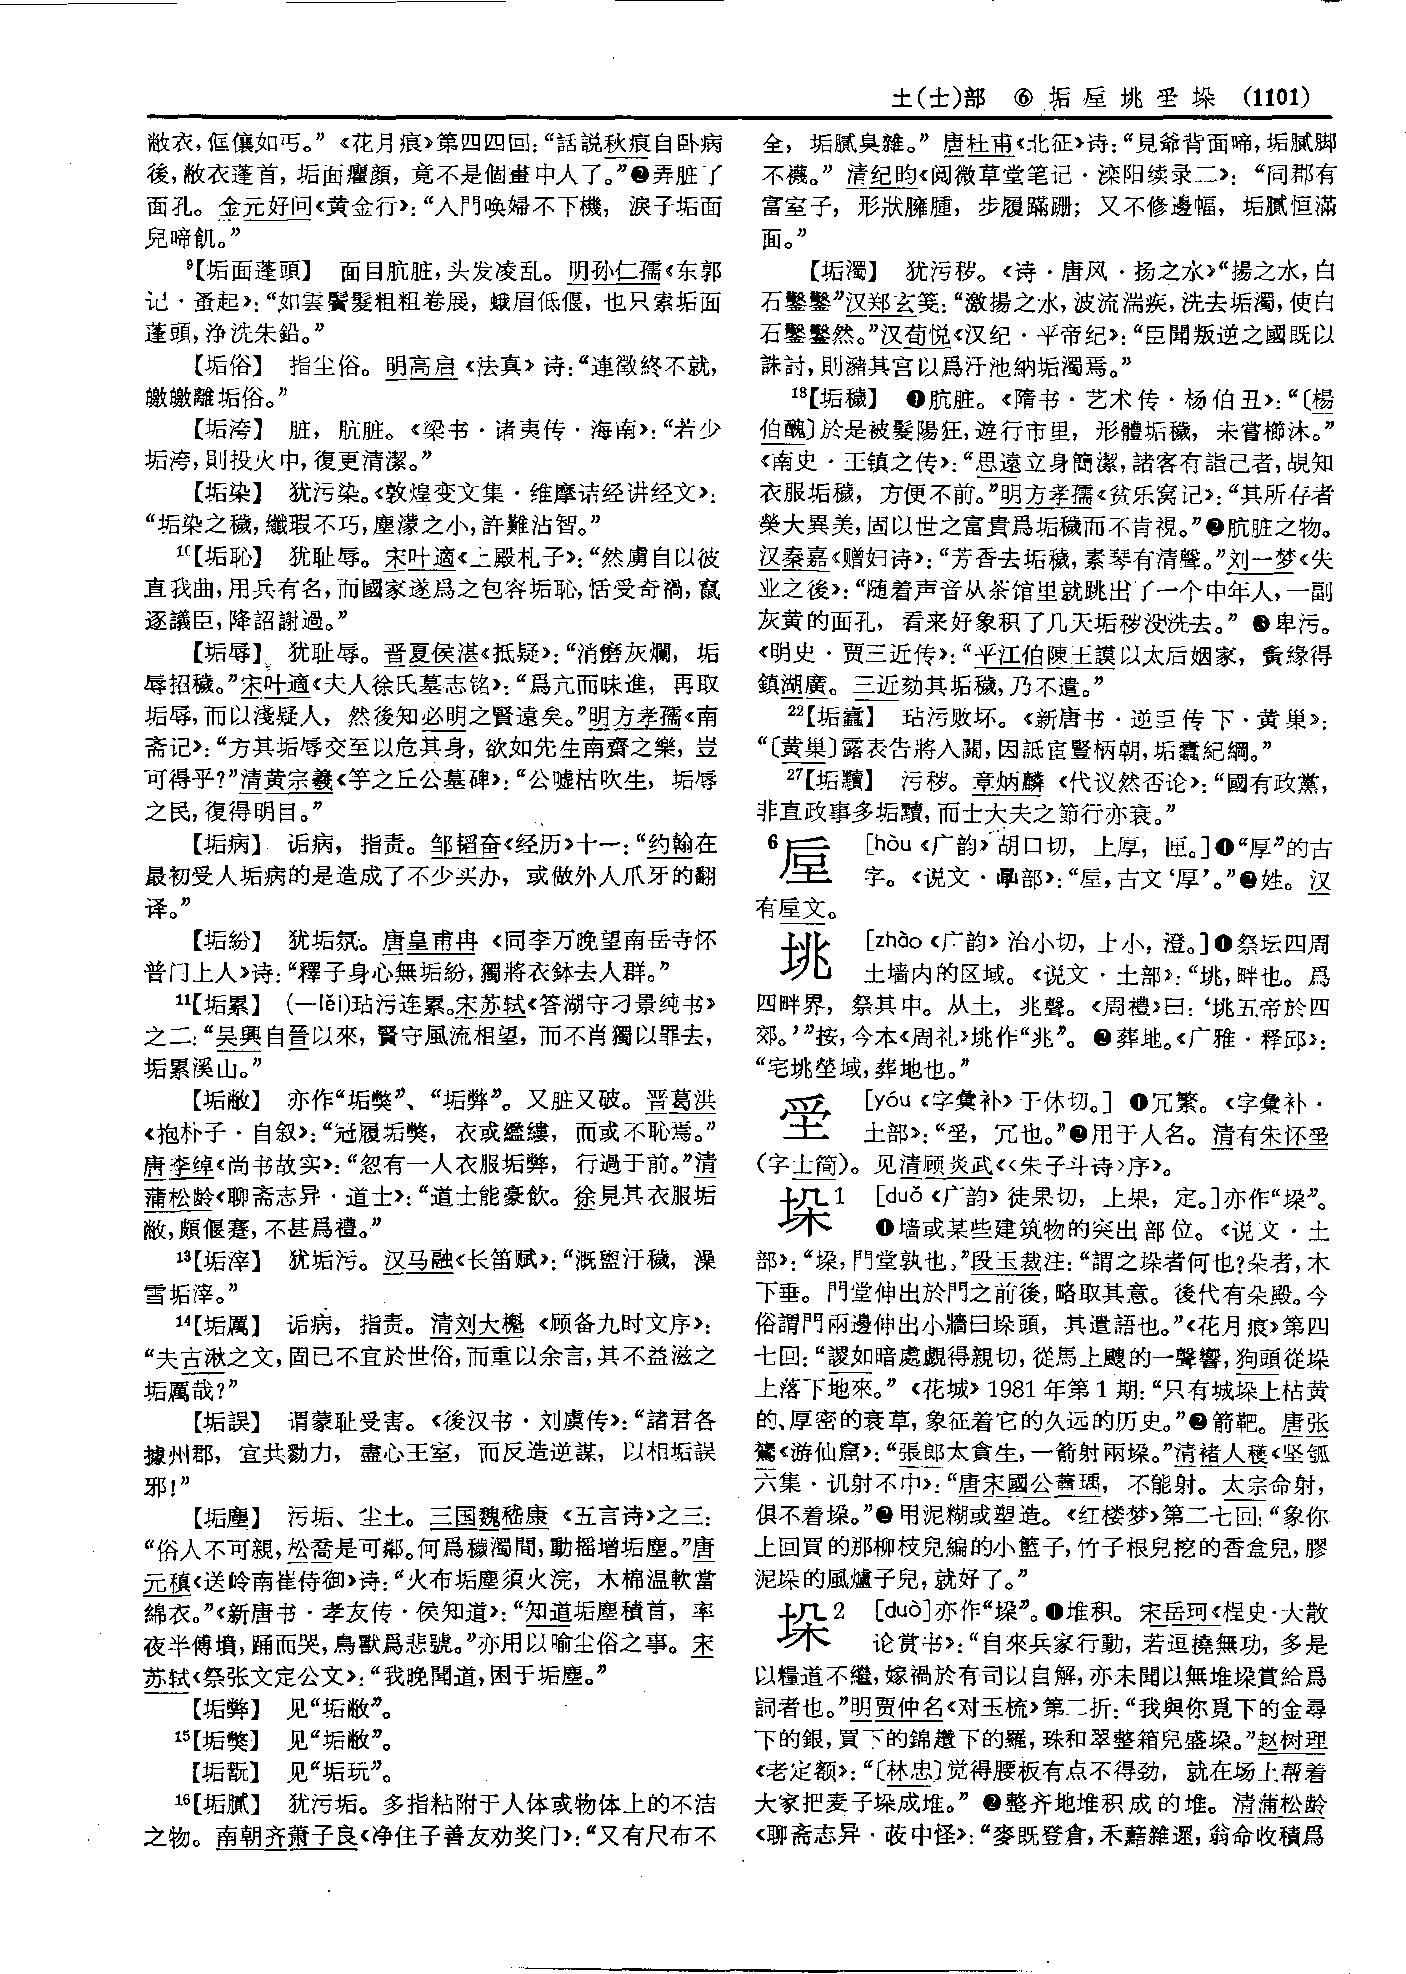 土(士)部 ⑥ 垢垕垗垩垛 (1101)
敝衣,偃儴如丐。”《花月痕》第四四回:“話説秋痕自卧病
後,敝衣蓬首,垢面癯顔,竟不是個畫中人了。”❷弄脏了
面孔。金元好问《黄金行》:“入門唤婦不下機,淚子垢面
兒啼飢。”
⁹【垢面蓬頭】 面目肮脏,头发凌乱。明孙仁孺《东郭
记·蚤起》:“如雲鬢髮粗粗卷展,蛾眉低偃,也只索垢面
蓬頭,净洗朱鉛。”
【垢俗】 指尘俗。明高启《法真》诗:“連徵終不就,
皦皦離垢俗。”
【垢洿】 脏,肮脏。《梁书·诸夷传·海南》:“若少
垢洿,則投火中,復更清潔。”
【垢染】 犹污染。《敦煌变文集·维摩诘经讲经文》:
“垢染之穢,纖瑕不巧,塵濛之小,許難沾智。”
¹⁰【垢恥】 犹耻辱。宋叶適《上殿札子》:“然虜自以彼
直我曲,用兵有名,而國家遂爲之包容垢恥,恬受奇禍,竄
逐議臣,降詔謝過。”
【垢辱】 犹耻辱。晋夏侯湛《抵疑》:“消磨灰爛,垢
辱招穢。”宋叶適《夫人徐氏墓志铭》:“爲亢而昧進,再取
垢辱,而以淺疑人,然後知必明之賢遠矣。”明方孝孺《南
斋记》:“方其垢辱交至以危其身,欲如先生南齋之樂,豈
可得乎?”清黄宗羲《竽之丘公墓碑》:“公嘘枯吹生,垢辱
之民,復得明目。”
【垢病】 诟病,指责。邹韬奋《经历》十一:“约翰在
最初受人垢病的是造成了不少买办,或做外人爪牙的翻
译。”
【垢紛】 犹垢氛。唐皇甫冉《同李万晚望南岳寺怀
普门上人》诗:“釋子身心無垢紛,獨將衣鉢去人群。”
¹¹【垢累】 (—lěi)玷污连累。宋苏轼《答湖守刁景纯书》
之二:“吴興自晉以來,賢守風流相望,而不肖獨以罪去,
垢累溪山。”
【垢敝】 亦作“垢獘”、“垢弊”。又脏又破。晋葛洪
《抱朴子·自叙》:“冠履垢獘,衣或繿縷,而或不恥焉。”
唐李绰《尚书故实》:“忽有一人衣服垢弊,行過于前。”清
蒲松龄《聊斋志异·道士》:“道士能豪飲。徐見其衣服垢
敝,頗偃蹇,不甚爲禮。”
¹³【垢滓】 犹垢污。汉马融《长笛赋》:“溉盥汙穢,澡
雪垢滓。”
¹⁴【垢厲】 诟病,指责。清刘大櫆《顾备九时文序》:
“夫古湫之文,固已不宜於世俗,而重以余言,其不益滋之
垢厲哉?”
【垢誤】 谓蒙耻受害。《後汉书·刘虞传》:“諸君各
據州郡,宜共勠力,盡心王室,而反造逆謀,以相垢誤
邪!”
【垢塵】 污垢、尘土。三国魏嵇康《五言诗》之三:
“俗人不可親,松喬是可鄰。何爲穢濁間,動摇增垢塵。”唐
元稹《送岭南崔侍御》诗:“火布垢塵須火浣,木棉温軟當
綿衣。”《新唐书·孝友传·侯知道》:“知道垢塵積首,率
夜半傅墳,踊而哭,鳥獸爲悲號。”亦用以喻尘俗之事。宋
苏轼《祭张文定公文》:“我晚聞道,困于垢塵。”
【垢弊】 见“垢敝”。
¹⁵【垢獘】 见“垢敝”。
【垢翫】 见“垢玩”。
¹⁶【垢膩】 犹污垢。多指粘附于人体或物体上的不洁
之物。南朝齐萧子良《净住子善友劝奖门》:“又有尺布不
全,垢膩臭雜。”唐杜甫《北征》诗:“見爺背面啼,垢膩脚
不襪。”清纪昀《阅微草堂笔记·滦阳续录二》:“同郡有
富室子,形狀臃腫,步履蹣跚;又不修邊幅,垢膩恒滿
面。”
【垢濁】 犹污秽。《诗·唐风·扬之水》“揚之水,白
石鑿鑿”汉郑玄笺:“激揚之水,波流湍疾,洗去垢濁,使白
石鑿鑿然。”汉荀悦《汉纪·平帝纪》:“臣聞叛逆之國既以
誅討,則瀦其宫以爲汙池納垢濁焉。”
¹⁸【垢穢】 ❶肮脏。《隋书·艺术传·杨伯丑》:“〔楊
伯醜〕於是被髮陽狂,遊行市里,形體垢穢,未嘗櫛沐。”
《南史·王镇之传》:“思遠立身簡潔,諸客有詣己者,覘知
衣服垢穢,方便不前。”明方孝孺《贫乐窝记》:“其所存者
榮大異美,固以世之富貴爲垢穢而不肯視。”❷肮脏之物。
汉秦嘉《赠妇诗》:“芳香去垢穢,素琴有清聲。”刘一梦《失
业之後》:“随着声音从茶馆里就跳出了一个中年人,一副
灰黄的面孔,看来好象积了几天垢秽没洗去。”❸卑污。
《明史·贾三近传》:“平江伯陳王謨以太后姻家,夤緣得
鎮湖廣。三近劾其垢穢,乃不遣。”
²²【垢蠹】 玷污败坏。《新唐书·逆臣传下·黄巢》:
“〔黄巢〕露表告將入關,因詆宦豎柄朝,垢蠹紀綱。”
²⁷【垢黷】 污秽。章炳麟《代议然否论》:“國有政黨,
非直政事多垢黷,而士大夫之節行亦衰。”
⁶垕 [hòu《广韵》胡口切,上厚,匣。]❶“厚”的古
字。《说文·𣆪部》:“垕,古文‘厚’。”❷姓。汉
有垕文。
垗 [zhào《广韵》治小切,上小,澄。]❶祭坛四周
土墙内的区域。《说文·土部》:“垗,畔也。爲
四畔界,祭其中。从土,兆聲。《周禮》曰:‘垗五帝於四
郊。’”按,今本《周礼》垗作“兆”。❷葬地。《广雅·释邱》:
“宅垗塋域,葬地也。”
[yóu《字彙补》于休切。] ❶冗繁。《字彙补·
土部》:“,冗也。”❷用于人名。清有朱怀
(字士简)。见清顾炎武《〈朱子斗诗〉序》。
垛¹ [duǒ《广韵》徒果切,上果,定。]亦作“垜”。
❶墙或某些建筑物的突出部位。《说文·土
部》:“垛,門堂孰也。”段玉裁注:“謂之垛者何也?朵者,木
下垂。門堂伸出於門之前後,略取其意。後代有朵殿。今
俗謂門兩邊伸出小牆曰垛頭,其遺語也。”《花月痕》第四
七回:“謖如暗處覷得親切,從馬上颼的一聲響,狗頭從垛
上落下地來。”《花城》1981年第1期:“只有城垛上枯黄
的、厚密的衰草,象征着它的久远的历史。”❷箭靶。唐张
鷟《游仙窟》:“張郎太貪生,一箭射兩垛。”清褚人穫《坚瓠
六集·讥射不中》:“唐宋國公蕭瑀,不能射。太宗命射,
俱不着垛。”❸用泥糊或塑造。《红楼梦》第二七回:“象你
上回買的那柳枝兒編的小籃子,竹子根兒挖的香盒兒,膠
泥垛的風爐子兒,就好了。”
垛² [duò]亦作“垜”。❶堆积。宋岳珂《桯史·大散
论赏书》:“自來兵家行動,若逗撓無功,多是
以糧道不繼,嫁禍於有司以自解,亦未聞以無堆垛賞給爲
詞者也。”明贾仲名《对玉梳》第二折:“我與你覓下的金尋
下的銀,買下的錦趲下的羅,珠和翠整箱兒盛垛。”赵树理
《老定额》:“〔林忠〕觉得腰板有点不得劲,就在场上帮着
大家把麦子垛成堆。”❷整齐地堆积成的堆。清蒲松龄
《聊斋志异·荍中怪》:“麥既登倉,禾藉雜遝,翁命收積爲